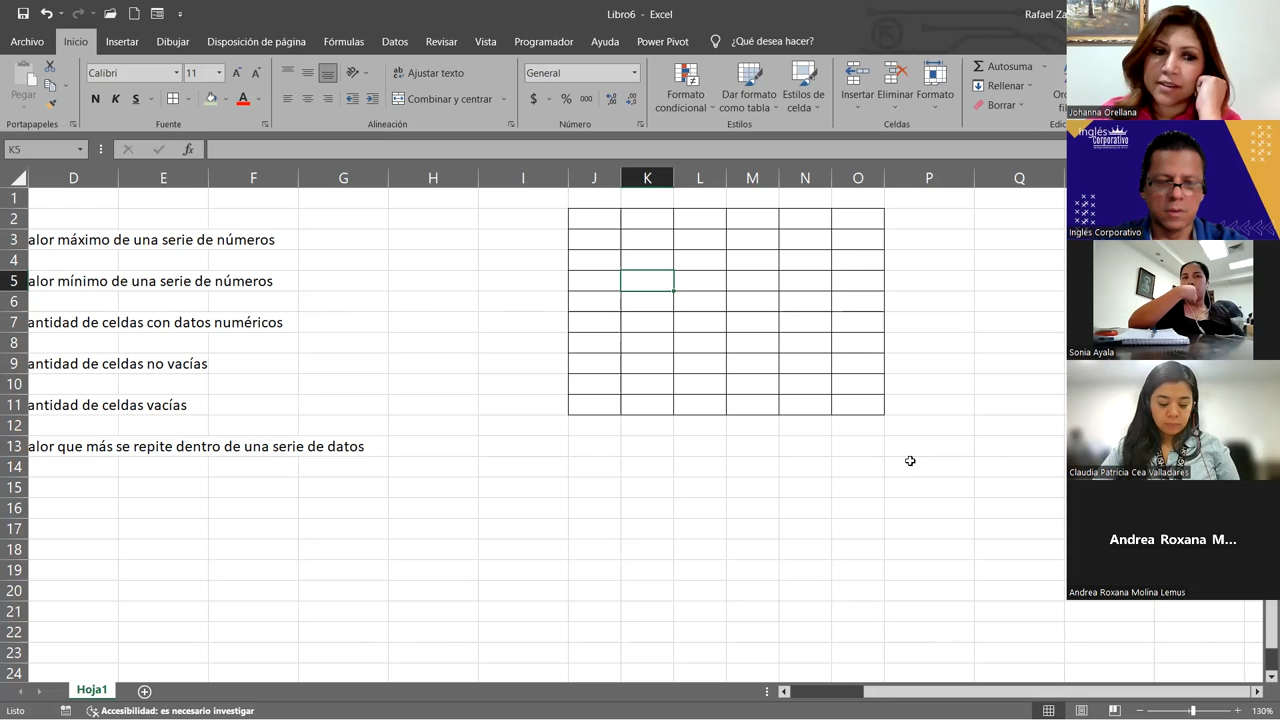 Libro6 - Excel
Rafael Za
Archivo
Inicio
Insertar
Dibujar
Disposición de página
Fórmulas
Datos
Revisar
Vista
Programador
Ayuda
Power Pivot
¿Qué desea hacer?
Pegar
Calibri
11
N K S
Ajustar texto
Combinar y centrar
General
$ % 000
Formato condicional
Dar formato como tabla
Estilos de celda
Insertar
Eliminar
Formato
Autosuma
Rellenar
Borrar
Portapapeles
Fuente
Alineación
Número
Estilos
Celdas
K5
fx
D E F G H I J K L M N O P Q
1
2
3 alor máximo de una serie de números
4
5 alor mínimo de una serie de números
6
7 antidad de celdas con datos numéricos
8
9 antidad de celdas no vacías
10
11 antidad de celdas vacías
12
13 alor que más se repite dentro de una serie de datos
14
15
16
17
18
19
20
21
22
23
24
Hoja1
Listo
Accesibilidad: es necesario investigar
130%
Johanna Orellana
Inglés
Corporativo
Inglés Corporativo
Sonia Ayala
Claudia Patricia Cea Valladares
Andrea Roxana M...
Andrea Roxana Molina Lemus